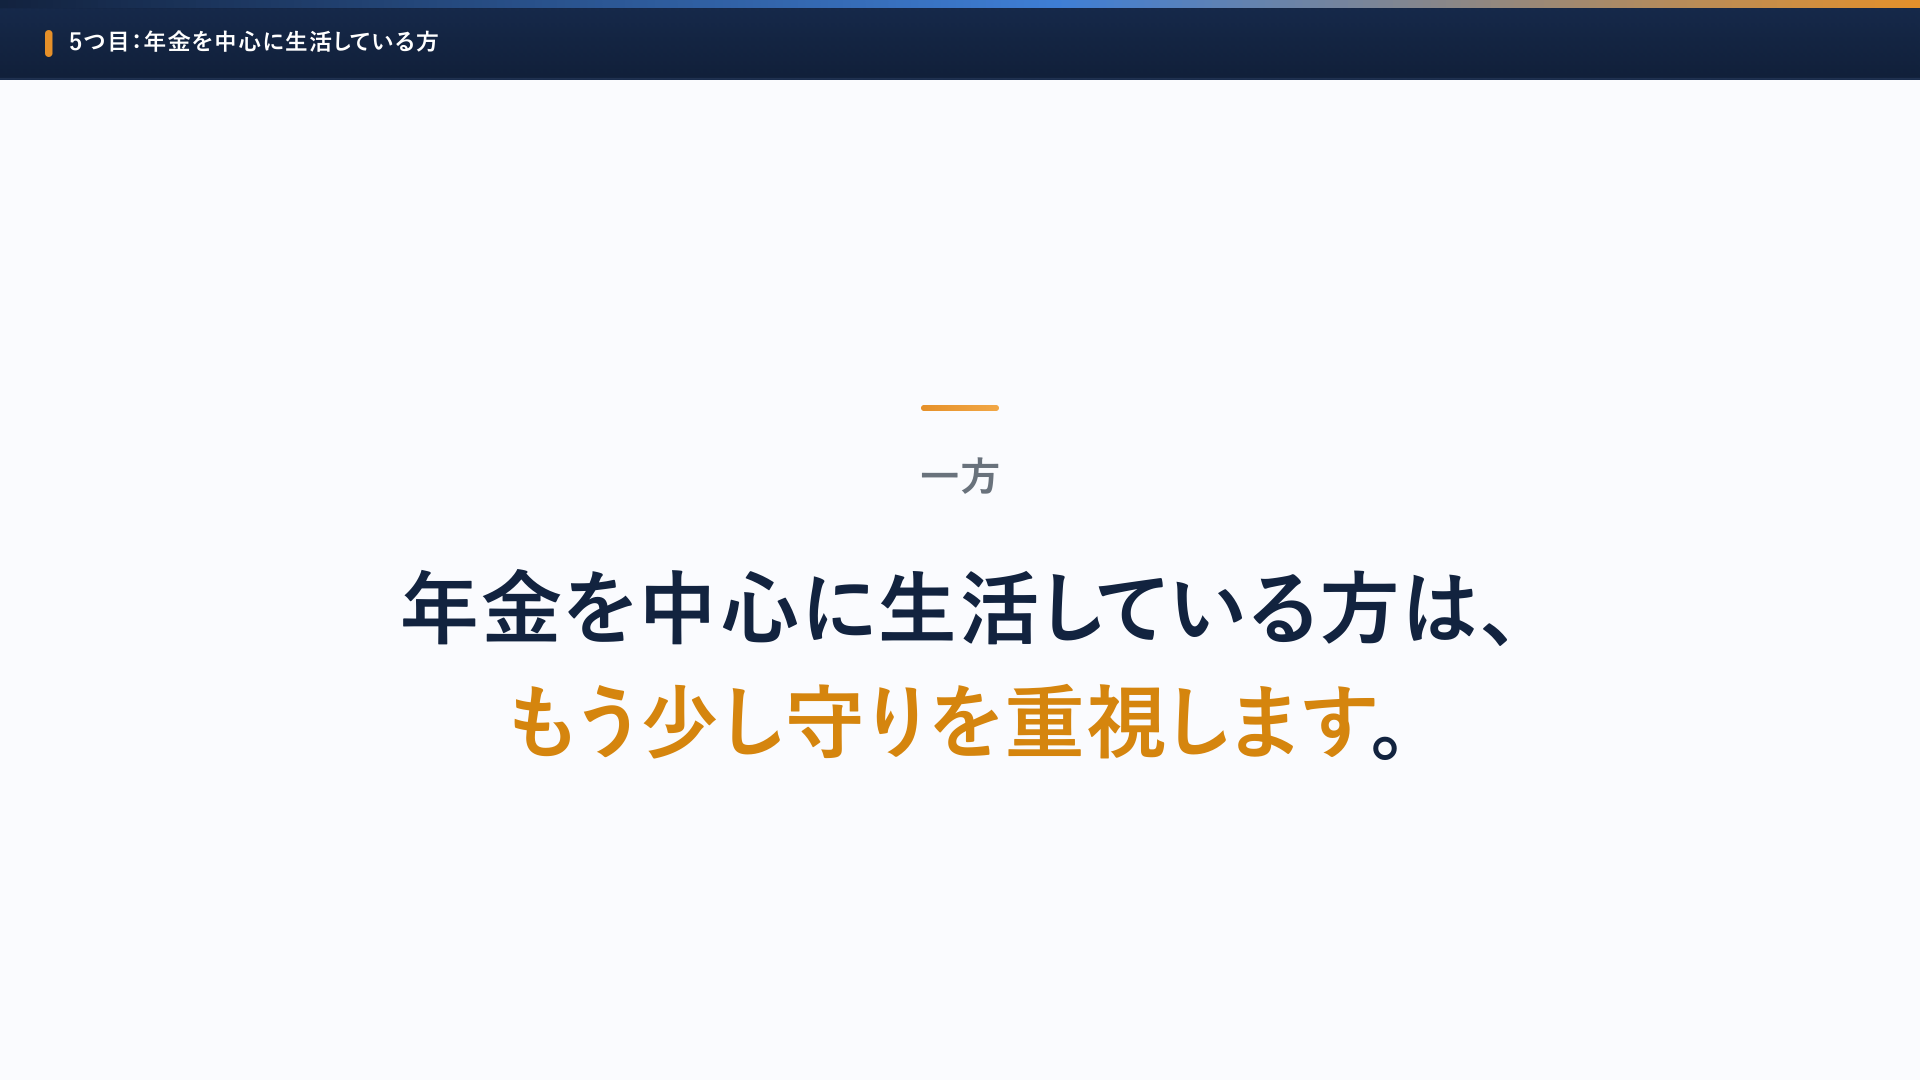 5つ目：年金を中心に生活している方
一方
年金を中心に生活している方は、
もう少し守りを重視します。